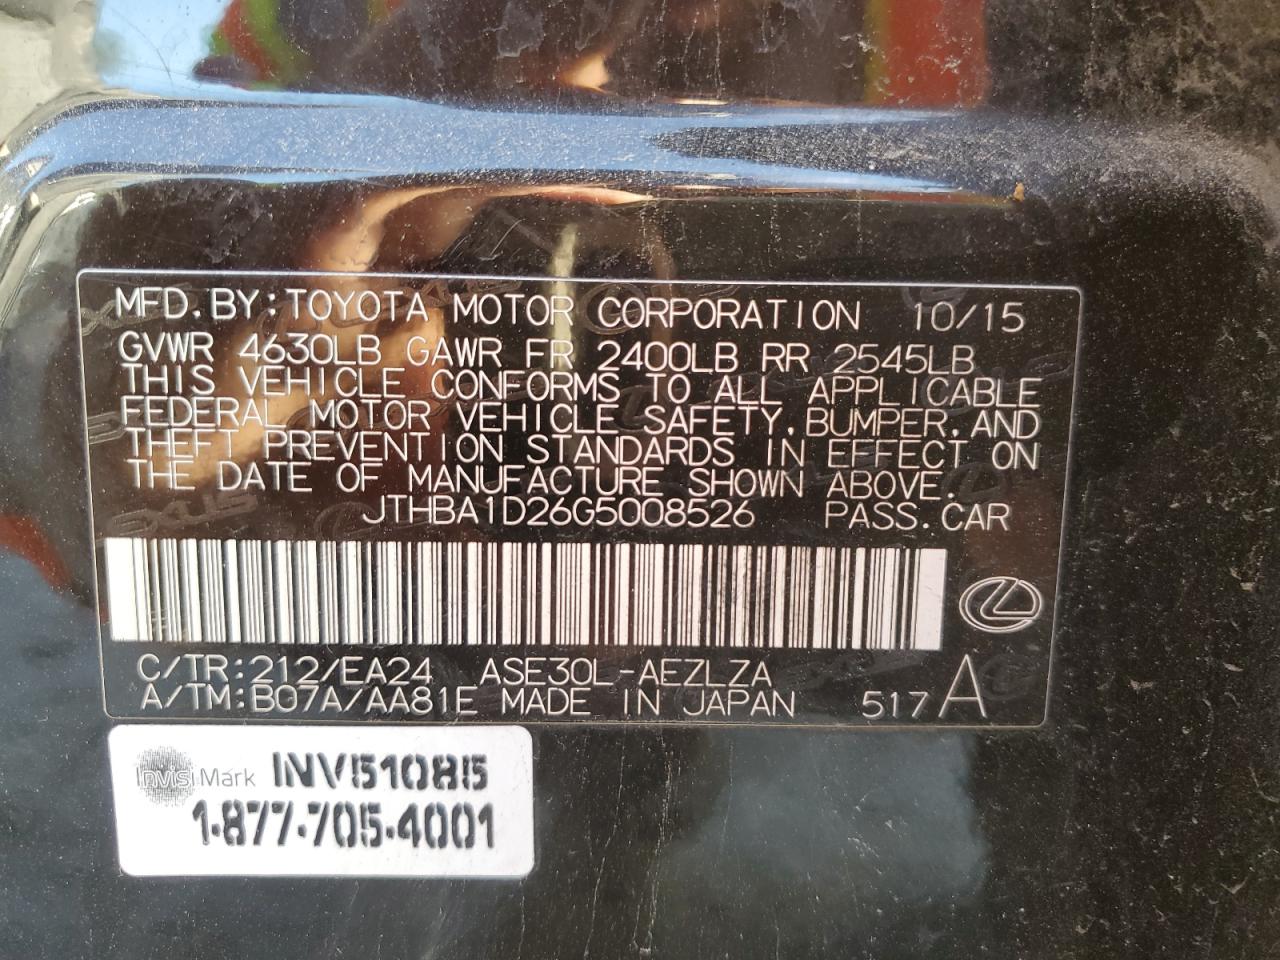 MFD.BY:TOYOTA MOTOR CORPORATION 10/15
GVWR 4630LB GAWR FR 2400LB RR 2545LB
THIS VEHICLE CONFORMS TO ALL APPLICABLE
FEDERAL MOTOR VEHICLE SAFETY,BUMPER,AND
THEFT PREVENTION STANDARDS IN EFFECT ON
THE DATE OF MANUFACTURE SHOWN ABOVE.
JTHBA1D26G5008526 PASS.CAR
C/TR:212/EA24 ASE30L-AEZLZA
A/TM:B07A/AA81E MADE IN JAPAN 517A
InvisiMark INV51085
1-877-705-4001